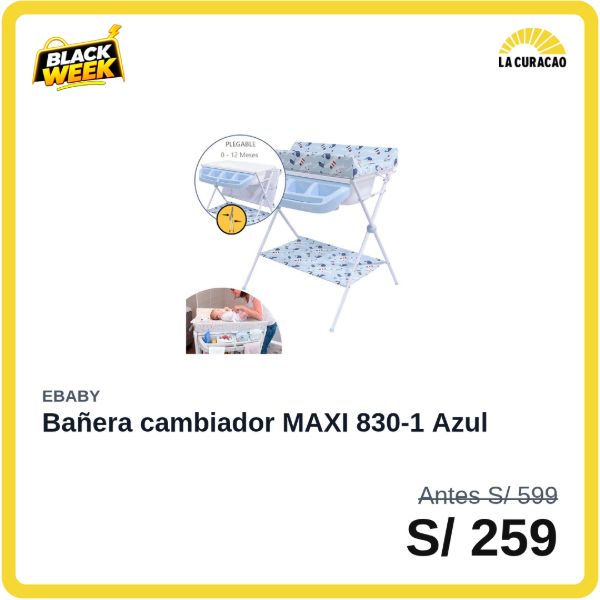 BLACK
WEEK
LA CURACAO
PLEGABLE
0 - 12 Meses
EBABY
Bañera cambiador MAXI 830-1 Azul
Antes S/ 599
S/ 259